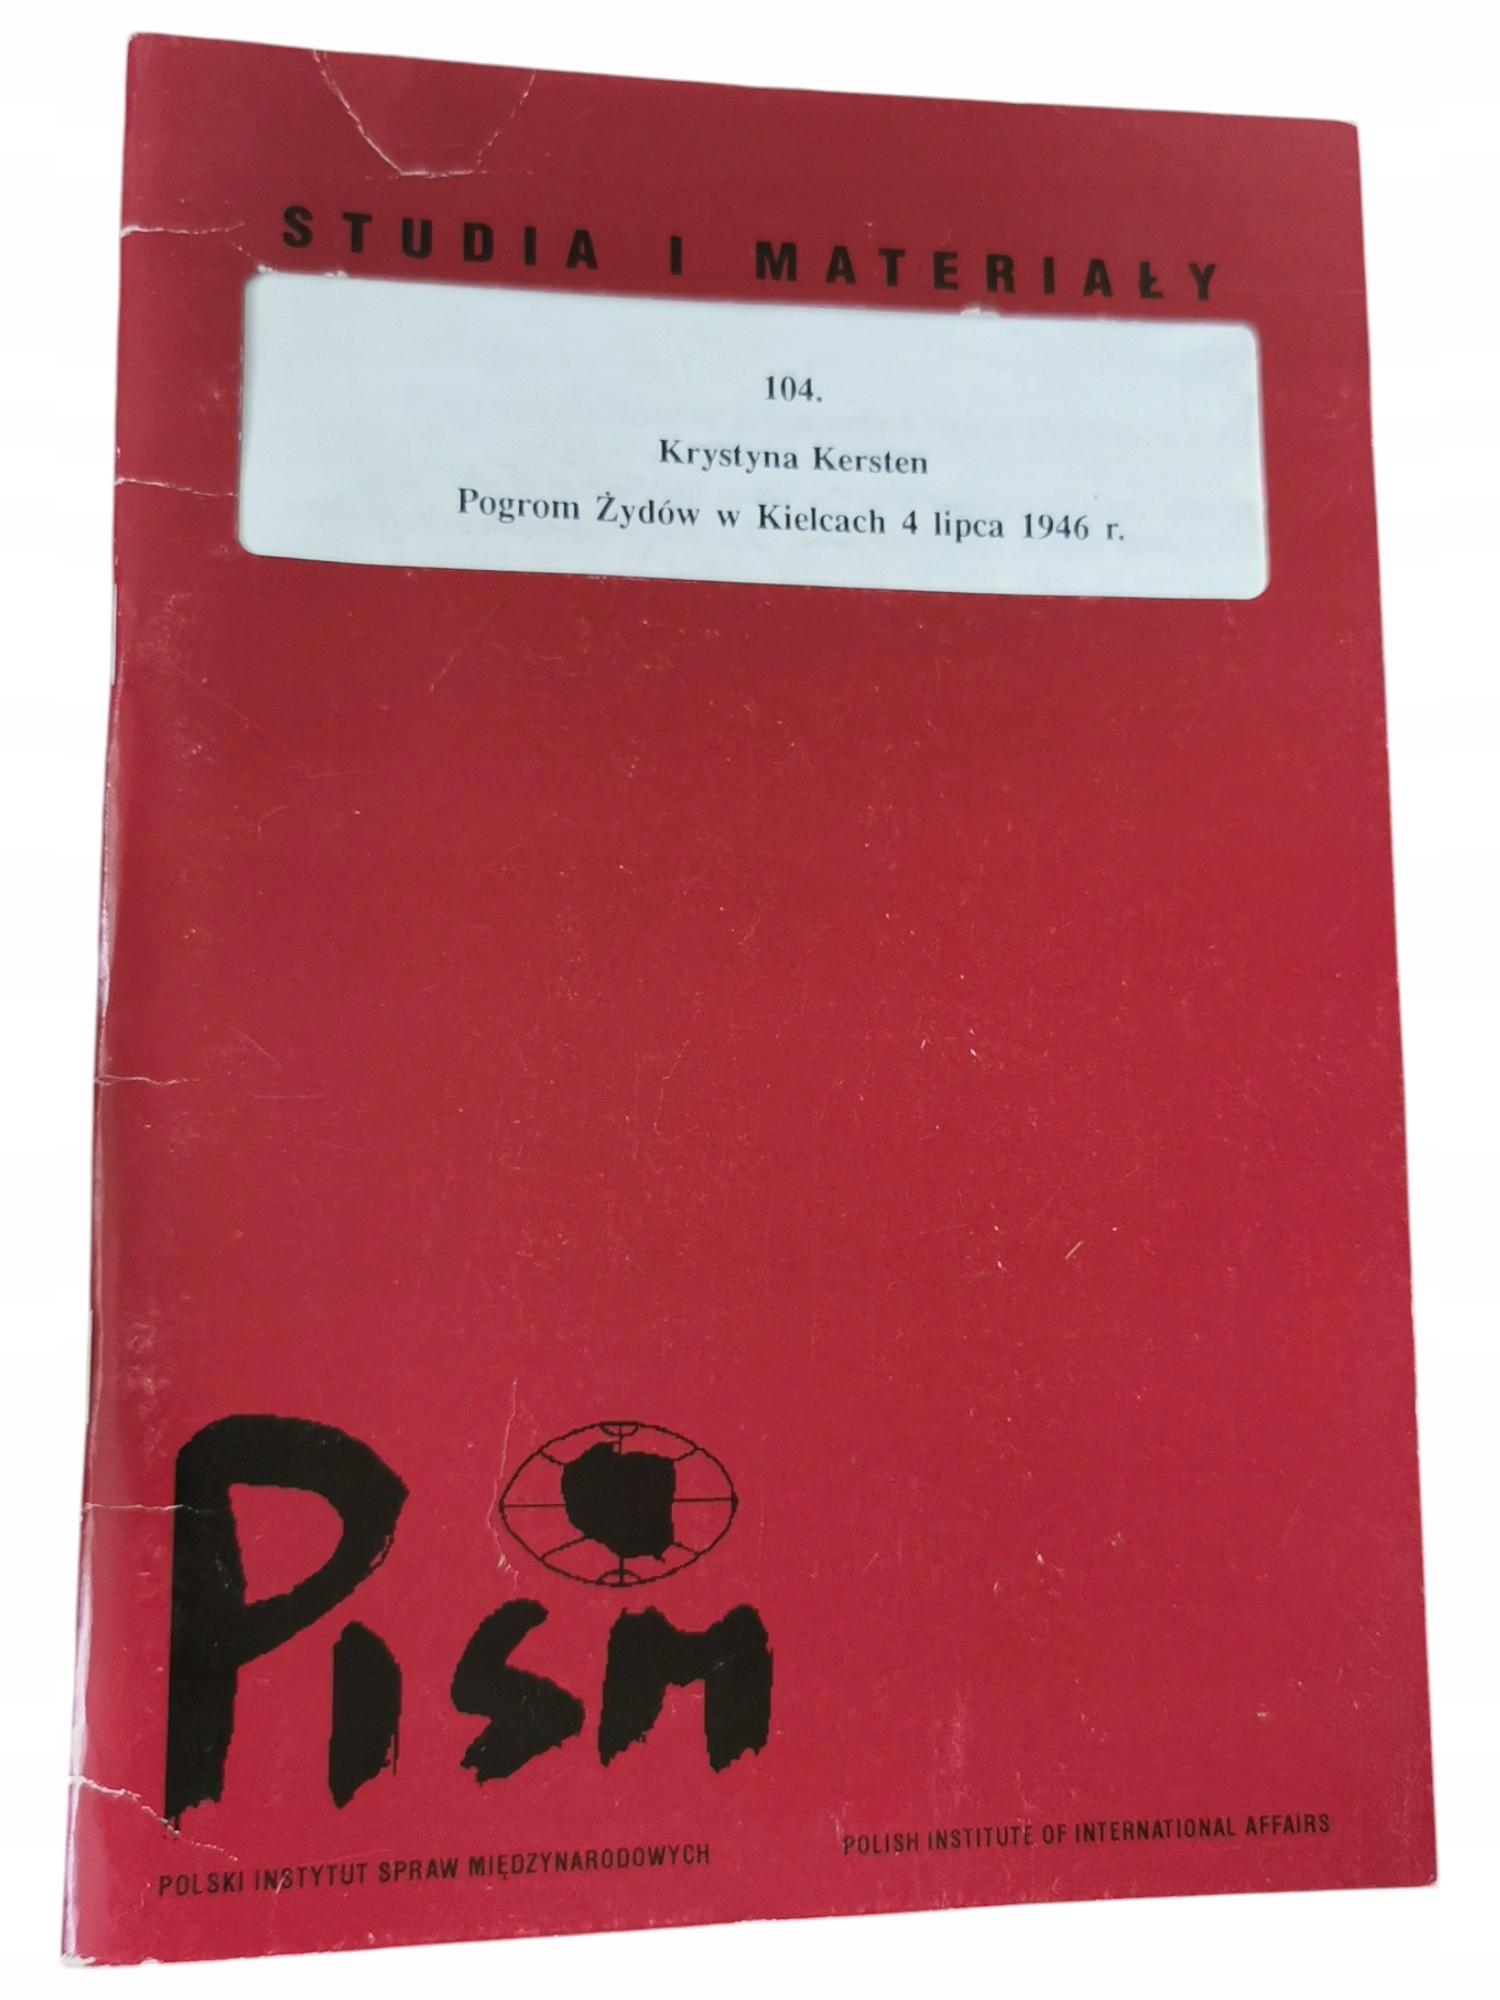 STUDIA I MATERIAŁY
104.
Krystyna Kersten
Pogrom Żydów w Kielcach 4 lipca 1946 r.
PISM
POLSKI INSTYTUT SPRAW MIĘDZYNARODOWYCH
POLISH INSTITUTE OF INTERNATIONAL AFFAIRS